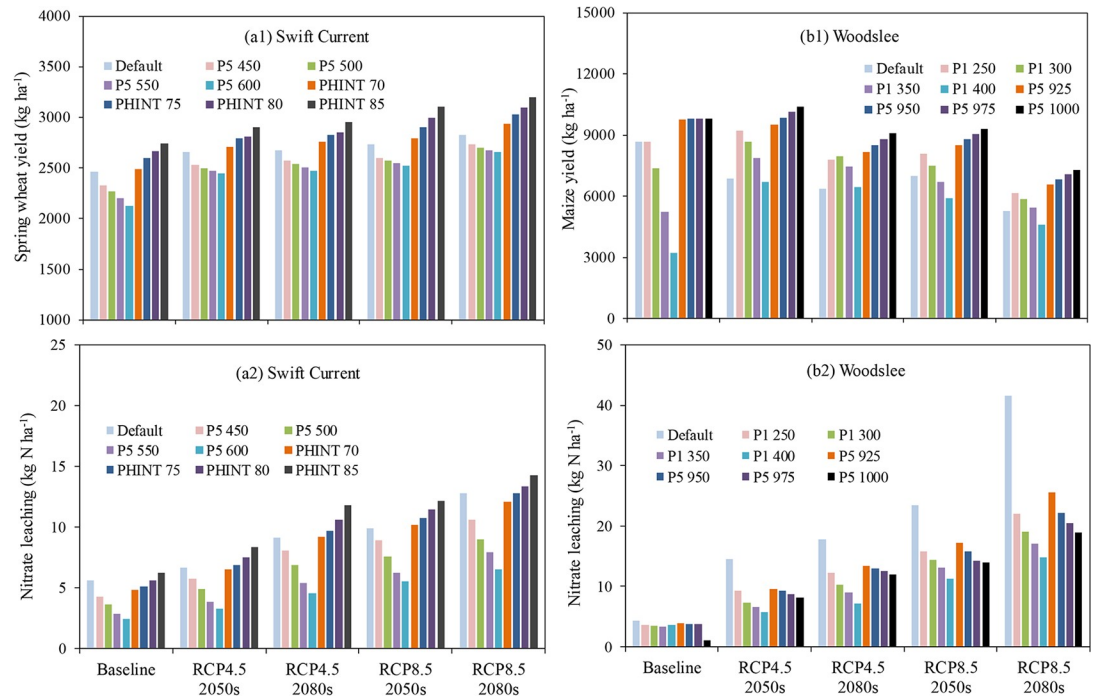 (a1) Swift Current
Spring wheat yield (kg ha-1)
4000
3500
3000
2500
2000
1500
1000
Default
P5 450
P5 500
P5 550
P5 600
PHINT 70
PHINT 75
PHINT 80
PHINT 85
(b1) Woodslee
Maize yield (kg ha-1)
15000
12000
9000
6000
3000
0
Default
P1 250
P1 300
P1 350
P1 400
P5 925
P5 950
P5 975
P5 1000
(a2) Swift Current
Nitrate leaching (kg N ha-1)
25
20
15
10
5
0
Default
P5 450
P5 500
P5 550
P5 600
PHINT 70
PHINT 75
PHINT 80
PHINT 85
Baseline
RCP4.5
2050s
RCP4.5
2080s
RCP8.5
2050s
RCP8.5
2080s
(b2) Woodslee
Nitrate leaching (kg N ha-1)
50
40
30
20
10
0
Default
P1 250
P1 300
P1 350
P1 400
P5 925
P5 950
P5 975
P5 1000
Baseline
RCP4.5
2050s
RCP4.5
2080s
RCP8.5
2050s
RCP8.5
2080s